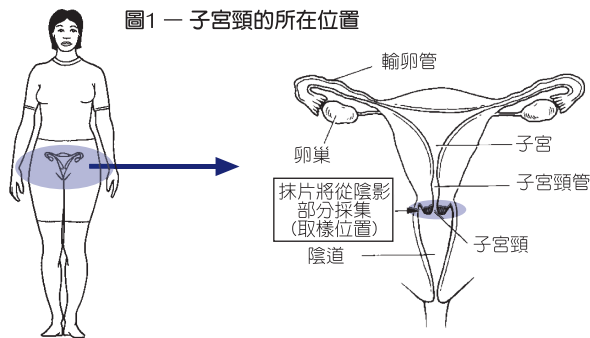 圖1 — 子宮頸的所在位置
輸卵管
卵巢
子宮
子宮頸管
抹片將從陰影
部分採集
（取樣位置）
子宮頸
陰道